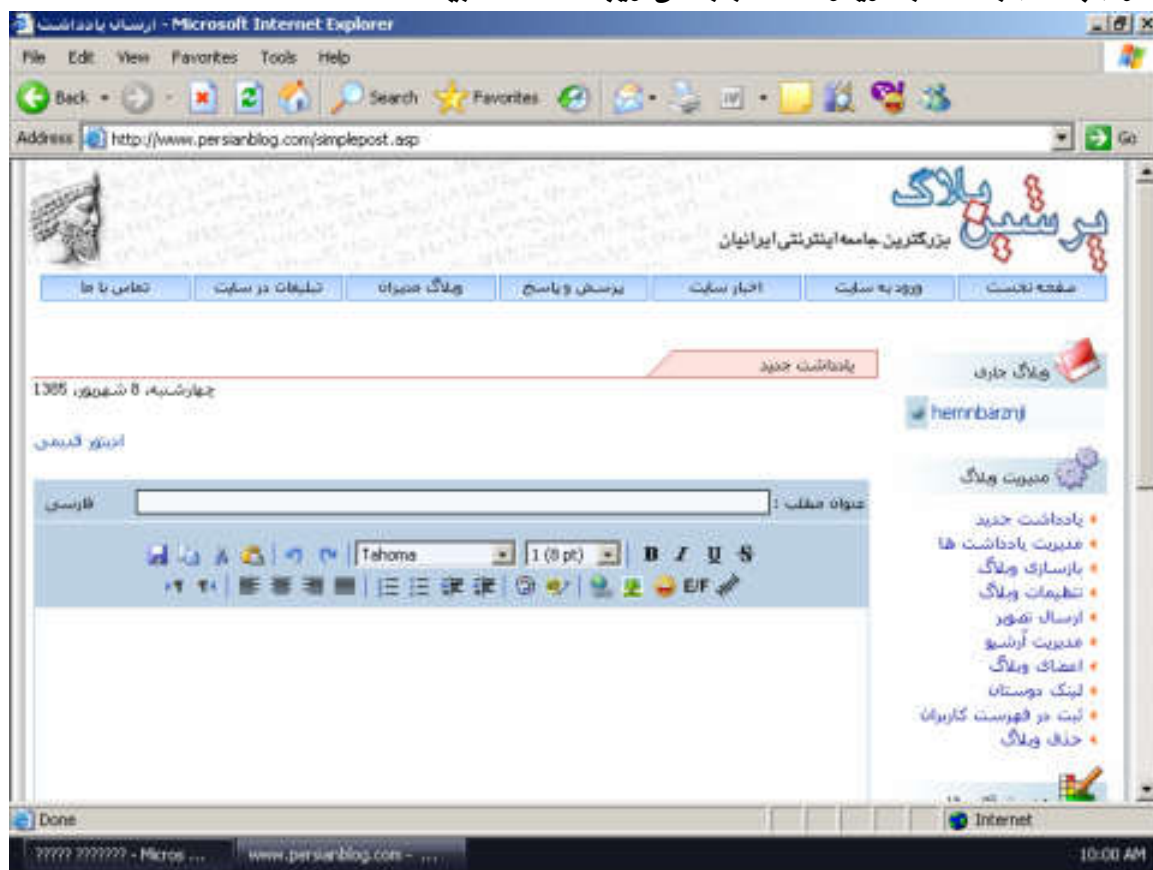 ارسال یادداشت - Microsoft Internet Explorer
File Edit View Favorites Tools Help
Back Search Favorites
Address http://www.persianblog.com/simplepost.asp Go
پرشین بلاگ
بزرگترین جامعه اینترنتی ایرانیان
صفحه نخست ورود به سایت اخبار سایت پرسش و پاسخ وبلاگ مدیران تبلیغات در سایت تماس با ما
وبلاگ جاری
hemnbarznji
مدیریت وبلاگ
یادداشت جدید
مدیریت یادداشت ها
بازسازی وبلاگ
تنظیمات وبلاگ
ارسال تصویر
مدیریت آرشیو
اعضای وبلاگ
لینک دوستان
ثبت در فهرست کاربران
حذف وبلاگ
یادداشت جدید
چهارشنبه، 8 شهریور، 1385
ادیتور قدیمی
عنوان مطلب : فارسی
Tahoma 1 (8 pt) B I U S
E/F
Done Internet
????? ??????? - Micros ... www.persianblog.com - ... 10:00 AM